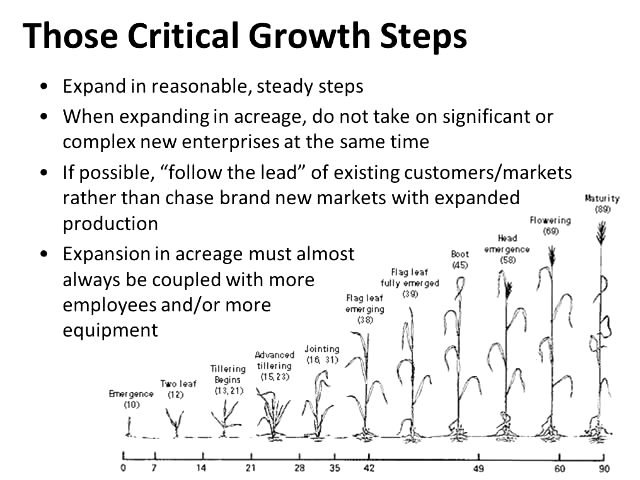 Those Critical Growth Steps
• Expand in reasonable, steady steps
• When expanding in acreage, do not take on significant or
complex new enterprises at the same time
• If possible, “follow the lead” of existing customers/markets
rather than chase brand new markets with expanded
production
• Expansion in acreage must almost
always be coupled with more
employees and/or more
equipment
Emergence
(10)
Two leaf
(12)
Tillering
Begins
(13,21)
Advanced
tillering
(15,23)
Jointing
(16, 31)
Flag leaf
emerging
(38)
Flag leaf
fully emerged
(39)
Boot
(45)
Head
emergence
(58)
Flowering
(69)
Maturity
(89)
0 7 14 21 28 35 42 49 60 90